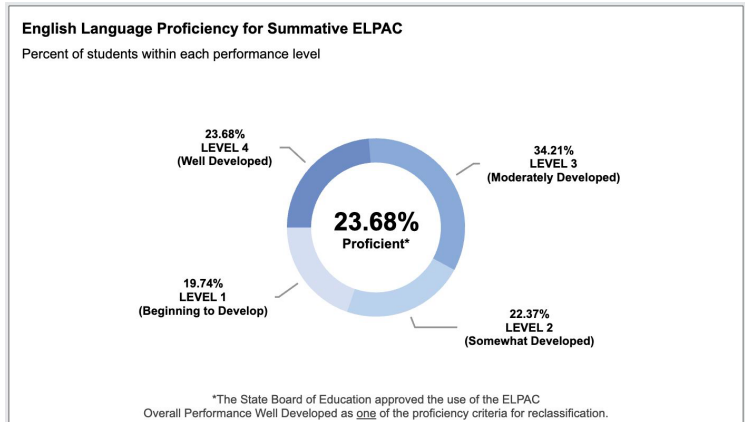 English Language Proficiency for Summative ELPAC
Percent of students within each performance level
23.68%
LEVEL 4
(Well Developed)
34.21%
LEVEL 3
(Moderately Developed)
23.68%
Proficient*
19.74%
LEVEL 1
(Beginning to Develop)
22.37%
LEVEL 2
(Somewhat Developed)
*The State Board of Education approved the use of the ELPAC
Overall Performance Well Developed as one of the proficiency criteria for reclassification.